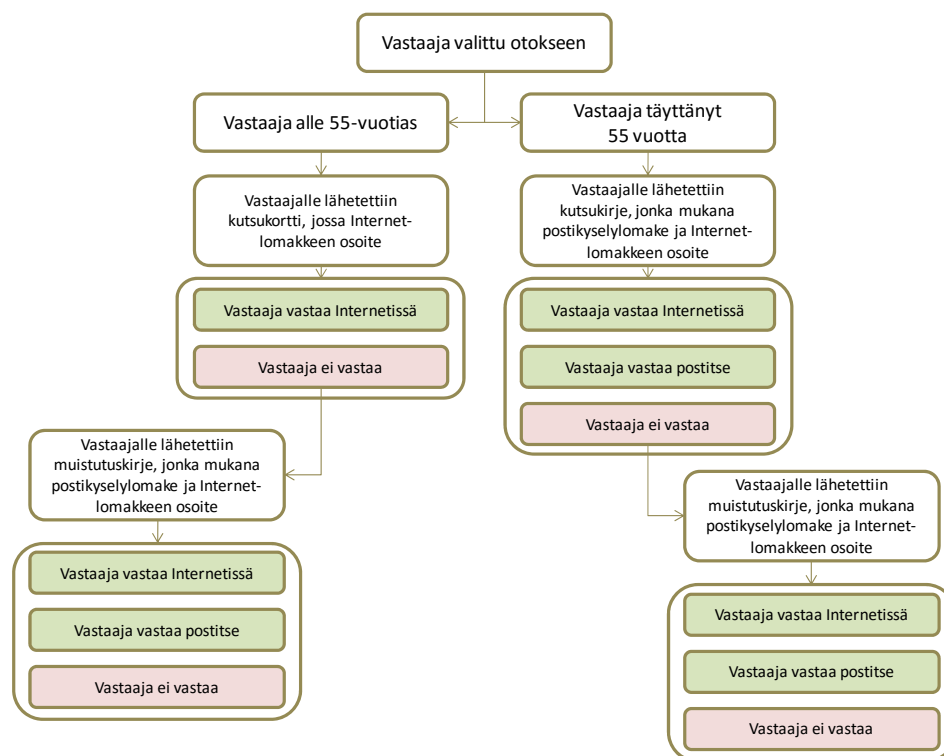 Vastaaja valittu otokseen
Vastaaja alle 55-vuotias
Vastaaja täyttänyt
55 vuotta
Vastaajalle lähetettiin
kutsukortti, jossa Internet-
lomakkeen osoite
Vastaajalle lähetettiin
kutsukirje, jonka mukana
postikyselylomake ja Internet-
lomakkeen osoite
Vastaaja vastaa Internetissä
Vastaaja ei vastaa
Vastaaja vastaa Internetissä
Vastaaja vastaa postitse
Vastaaja ei vastaa
Vastaajalle lähetettiin
muistutuskirje, jonka mukana
postikyselylomake ja Internet-
lomakkeen osoite
Vastaajalle lähetettiin
muistutuskirje, jonka mukana
postikyselylomake ja Internet-
lomakkeen osoite
Vastaaja vastaa Internetissä
Vastaaja vastaa postitse
Vastaaja ei vastaa
Vastaaja vastaa Internetissä
Vastaaja vastaa postitse
Vastaaja ei vastaa